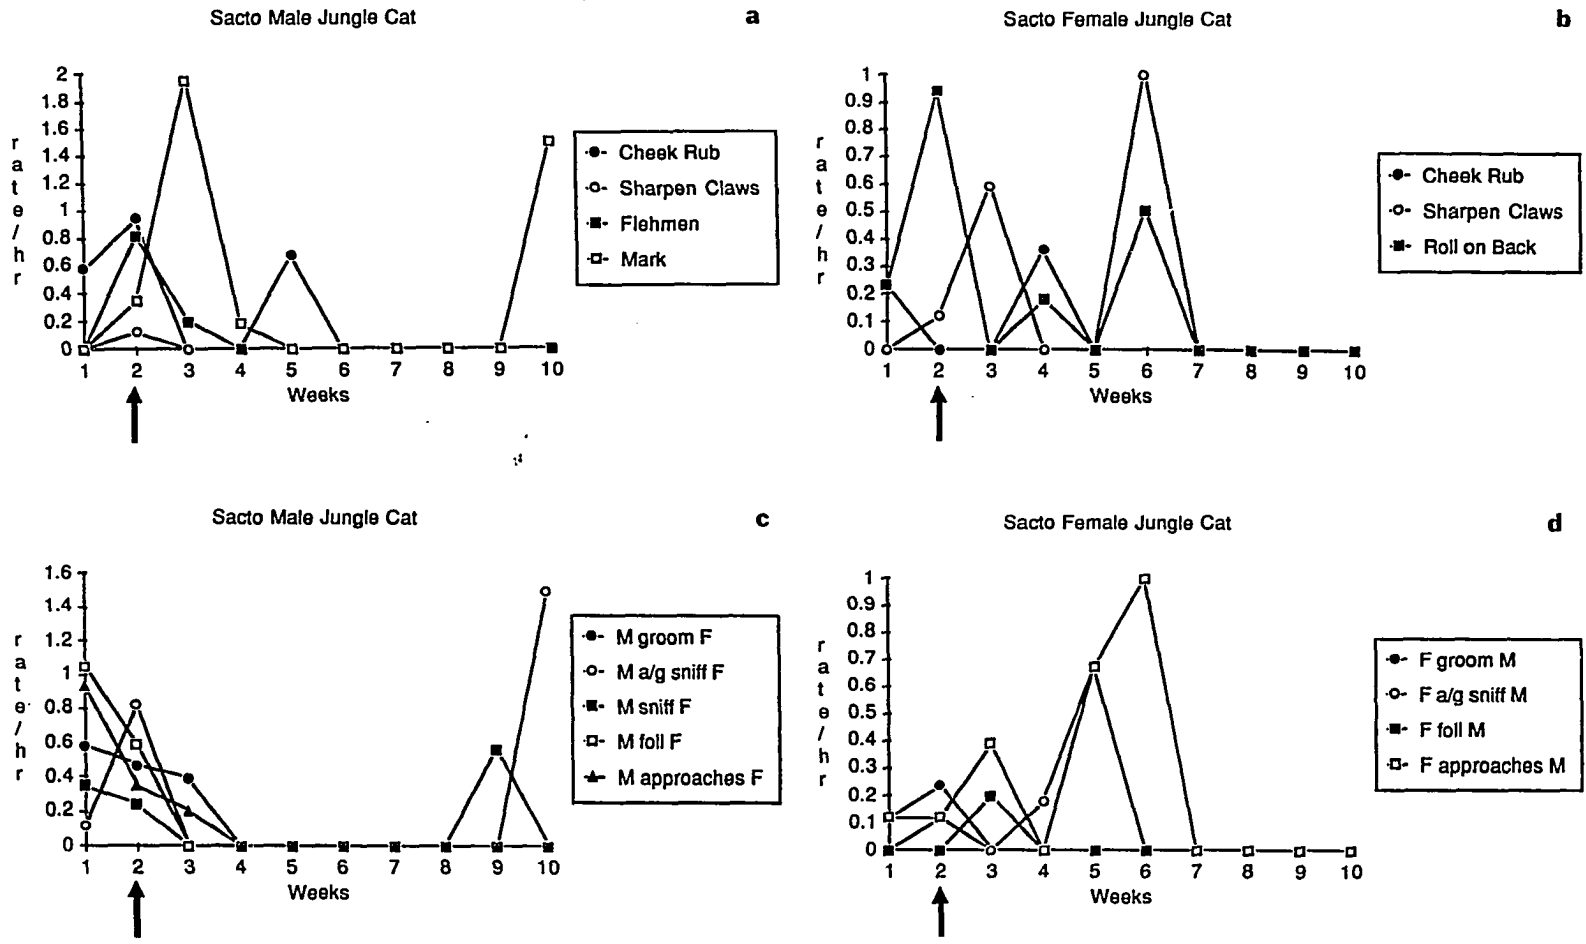 Sacto Male Jungle Cat
a
rate/hr
2
1.8
1.6
1.4
1.2
1
0.8
0.6
0.4
0.2
0
1 2 3 4 5 6 7 8 9 10
Weeks
Cheek Rub
Sharpen Claws
Flehmen
Mark
Sacto Female Jungle Cat
b
rate/hr
1
0.9
0.8
0.7
0.6
0.5
0.4
0.3
0.2
0.1
0
1 2 3 4 5 6 7 8 9 10
Weeks
Cheek Rub
Sharpen Claws
Roll on Back
Sacto Male Jungle Cat
c
rate/hr
1.6
1.4
1.2
1
0.8
0.6
0.4
0.2
0
1 2 3 4 5 6 7 8 9 10
Weeks
M groom F
M a/g sniff F
M sniff F
M foll F
M approaches F
Sacto Female Jungle Cat
d
rate/hr
1
0.9
0.8
0.7
0.6
0.5
0.4
0.3
0.2
0.1
0
1 2 3 4 5 6 7 8 9 10
Weeks
F groom M
F a/g sniff M
F foll M
F approaches M